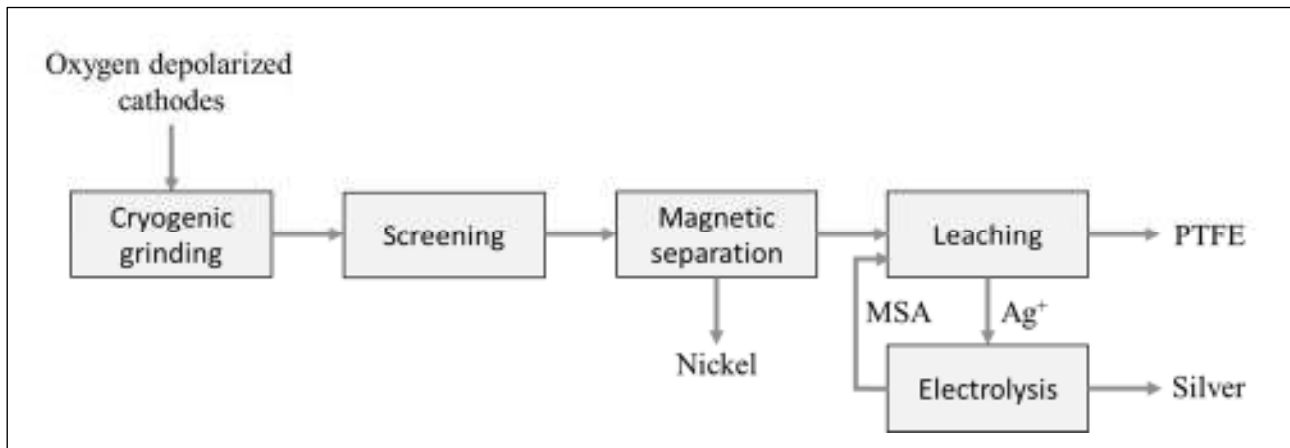 Oxygen depolarized
cathodes
Cryogenic
grinding
Screening
Magnetic
separation
Leaching
PTFE
MSA
Ag⁺
Nickel
Electrolysis
Silver